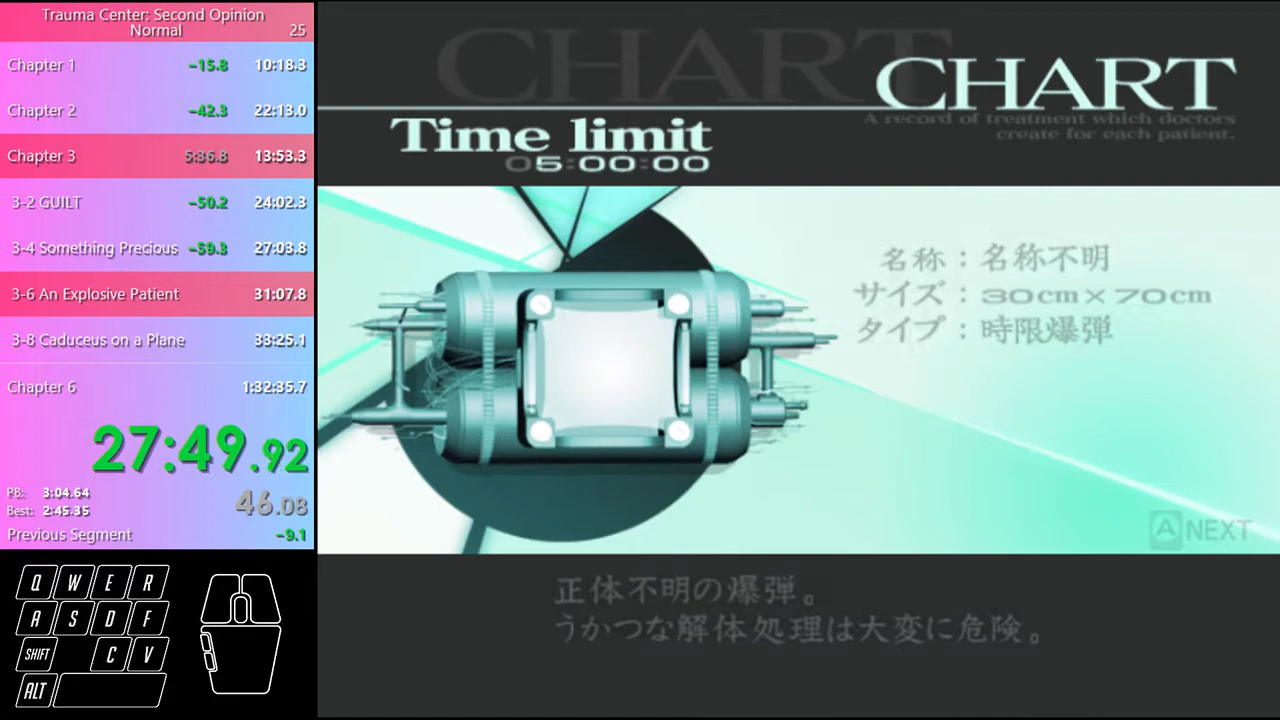 Trauma Center: Second Opinion
Normal 25
Chapter 1 -15.8 10:18.3
Chapter 2 -42.3 22:13.0
Chapter 3 5:36.8 13:53.3
3-2 GUILT -50.2 24:02.3
3-4 Something Precious -59.3 27:03.8
3-6 An Explosive Patient 31:07.8
3-8 Caduceus on a Plane 33:25.1
Chapter 6 1:32:35.7
27:49.92
PB: 3:04.64
Best: 2:45.35
46.08
Previous Segment -9.1
Q W E R
A S D F
SHIFT C V
ALT
CHART
CHART
A record of treatment which doctors
create for each patient.
Time limit
05:00:00
名称：名称不明
サイズ：30cm×70cm
タイプ：時限爆弾
A NEXT
正体不明の爆弾。
うかつな解体処理は大変に危険。